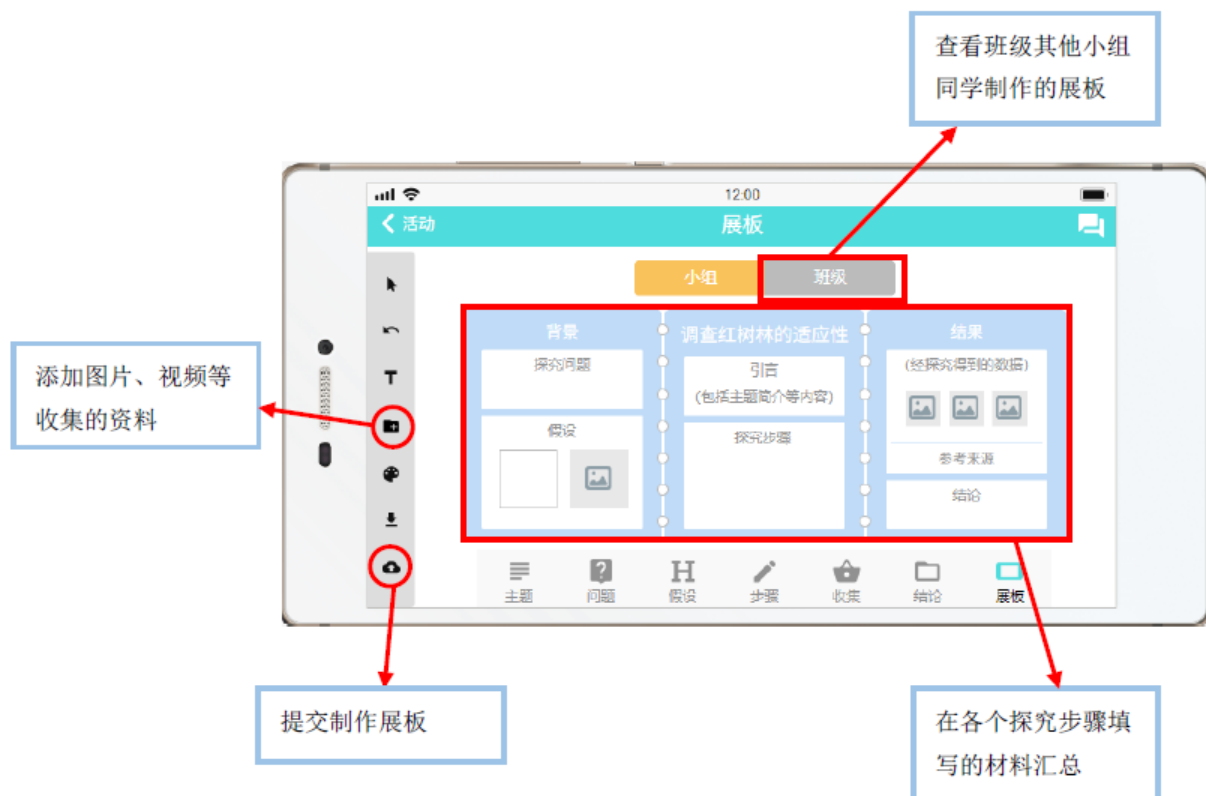 查看班级其他小组
同学制作的展板
12:00
活动
展板
小组
班级
添加图片、视频等
收集的资料
背景
探究问题
假设
调查红树林的适应性
引言
(包括主题简介等内容)
探究步骤
结果
(经探究得到的数据)
参考来源
结论
T
主题
问题
H
假设
步骤
收集
结论
展板
提交制作展板
在各个探究步骤填
写的材料汇总